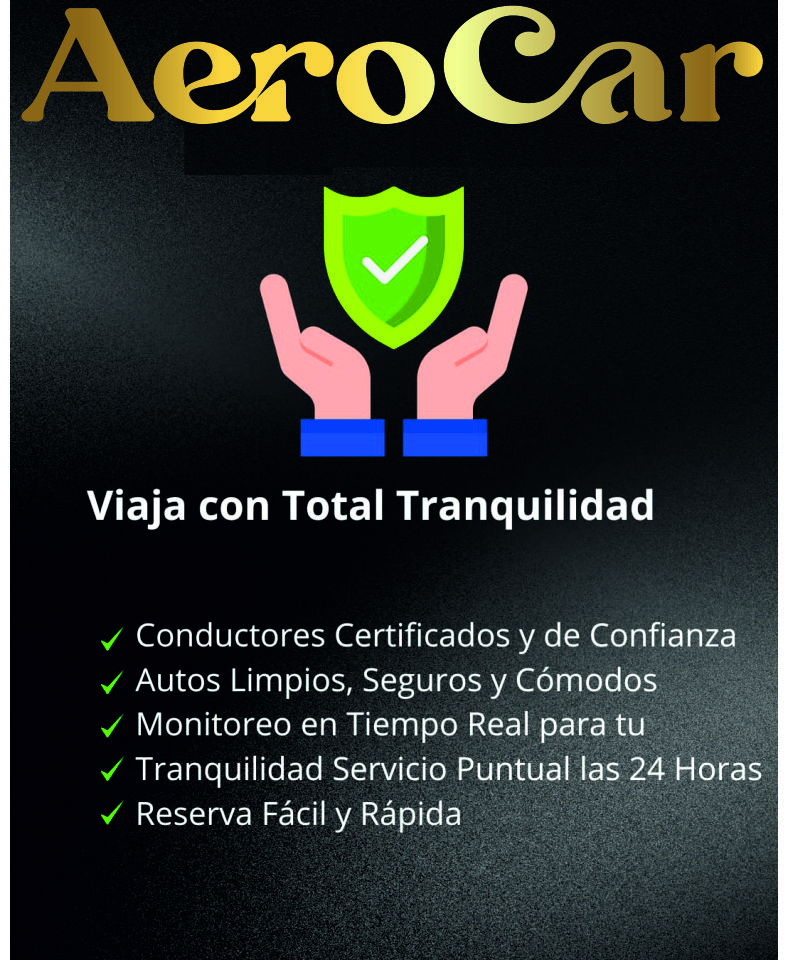 AeroCar
Viaja con Total Tranquilidad
Conductores Certificados y de Confianza
Autos Limpios, Seguros y Cómodos
Monitoreo en Tiempo Real para tu
Tranquilidad Servicio Puntual las 24 Horas
Reserva Fácil y Rápida